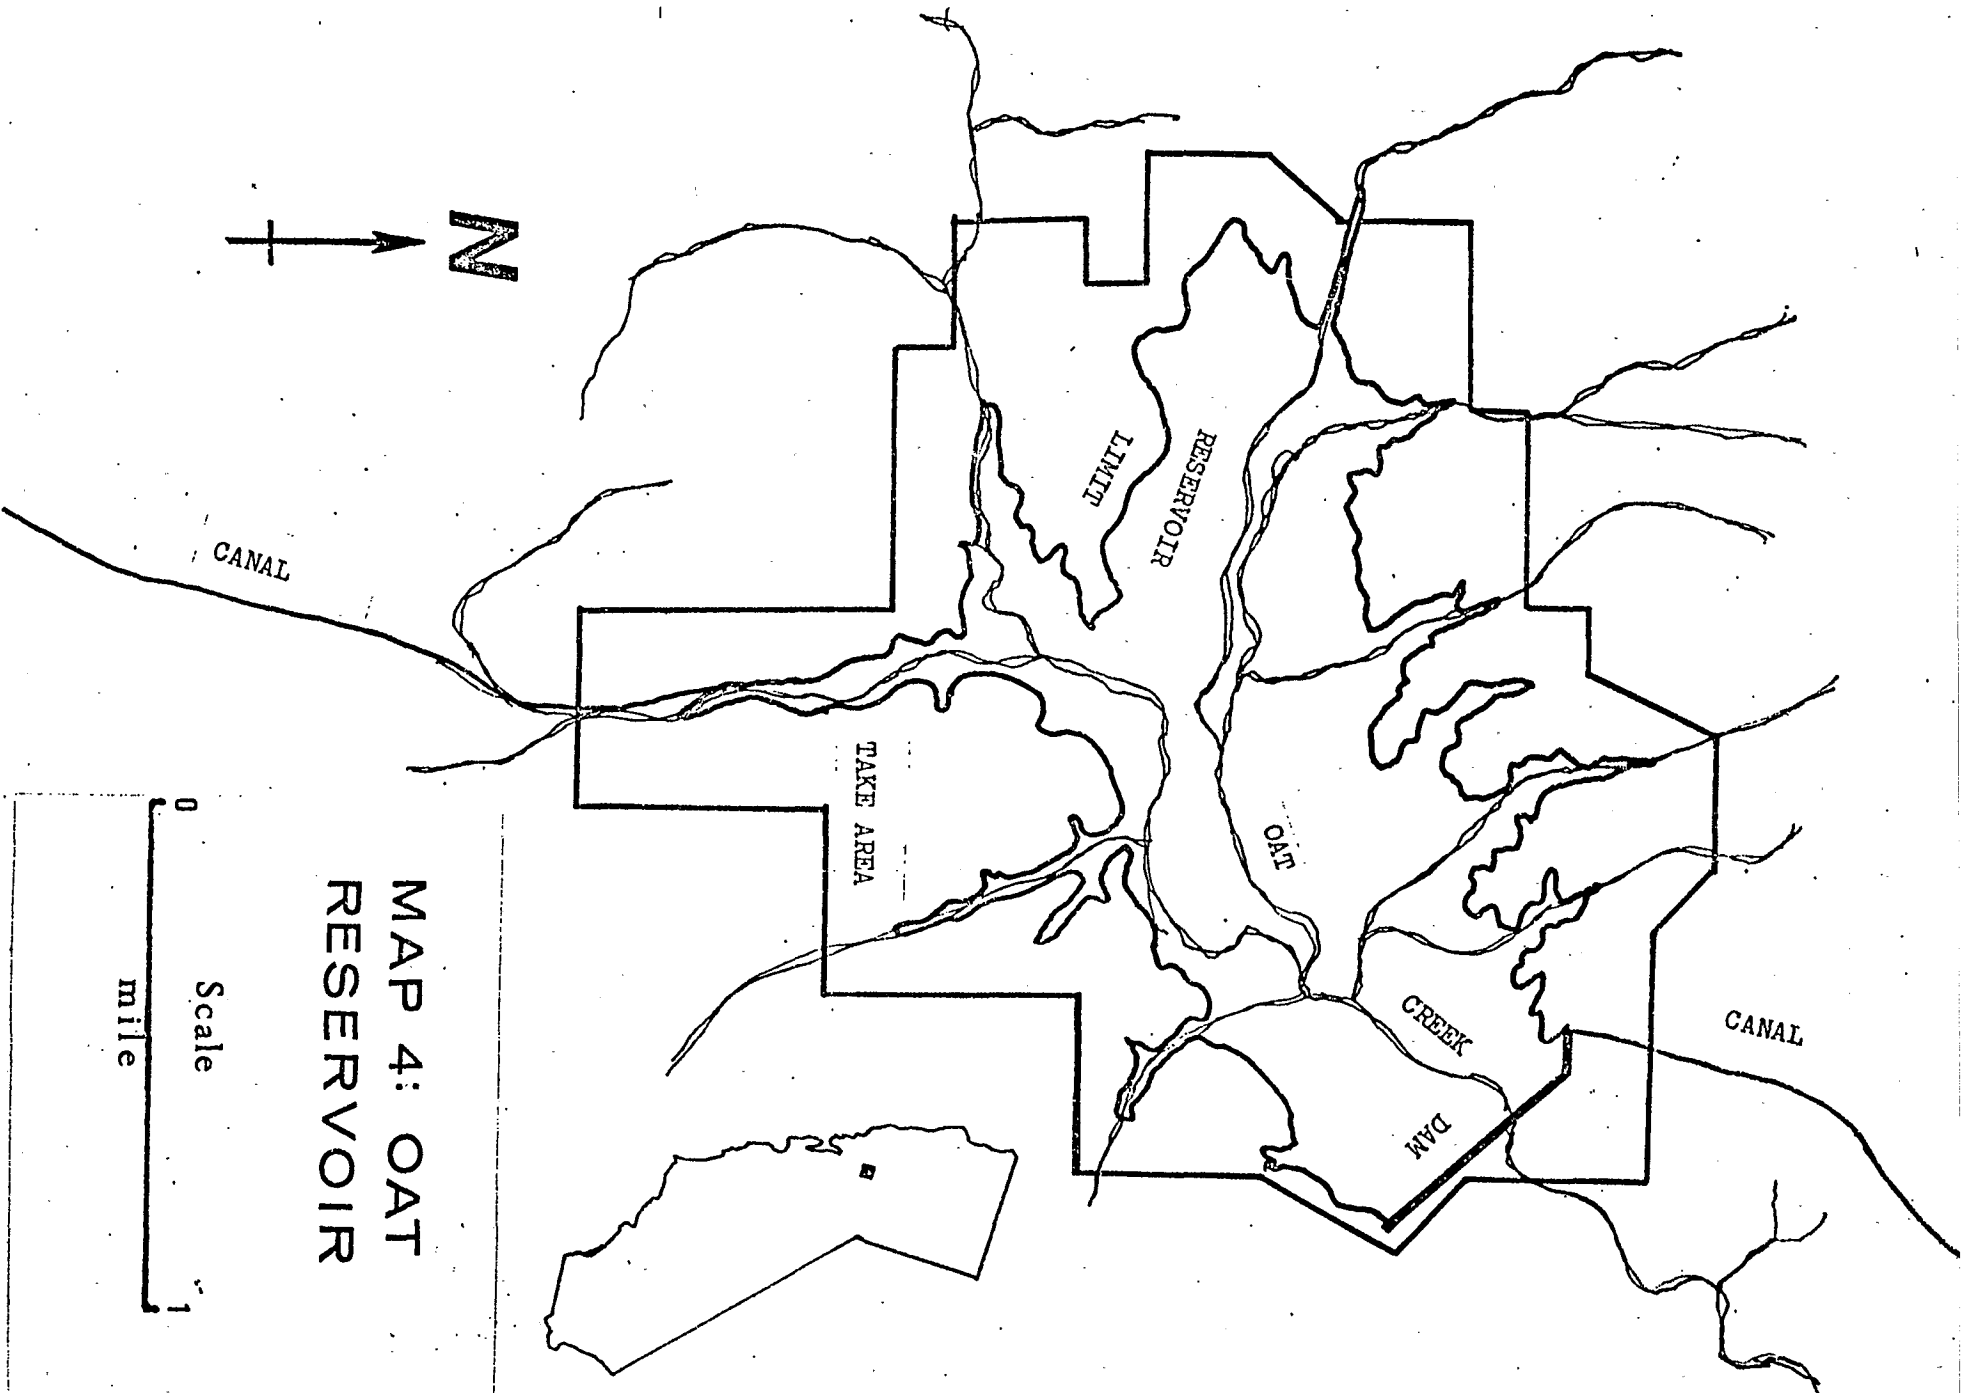 MAP 4: OAT
RESERVOIR
Scale
0 1
mile
N
CANAL
CANAL
RESERVOIR
LIMIT
TAKE AREA
OAT
CREEK
DAM